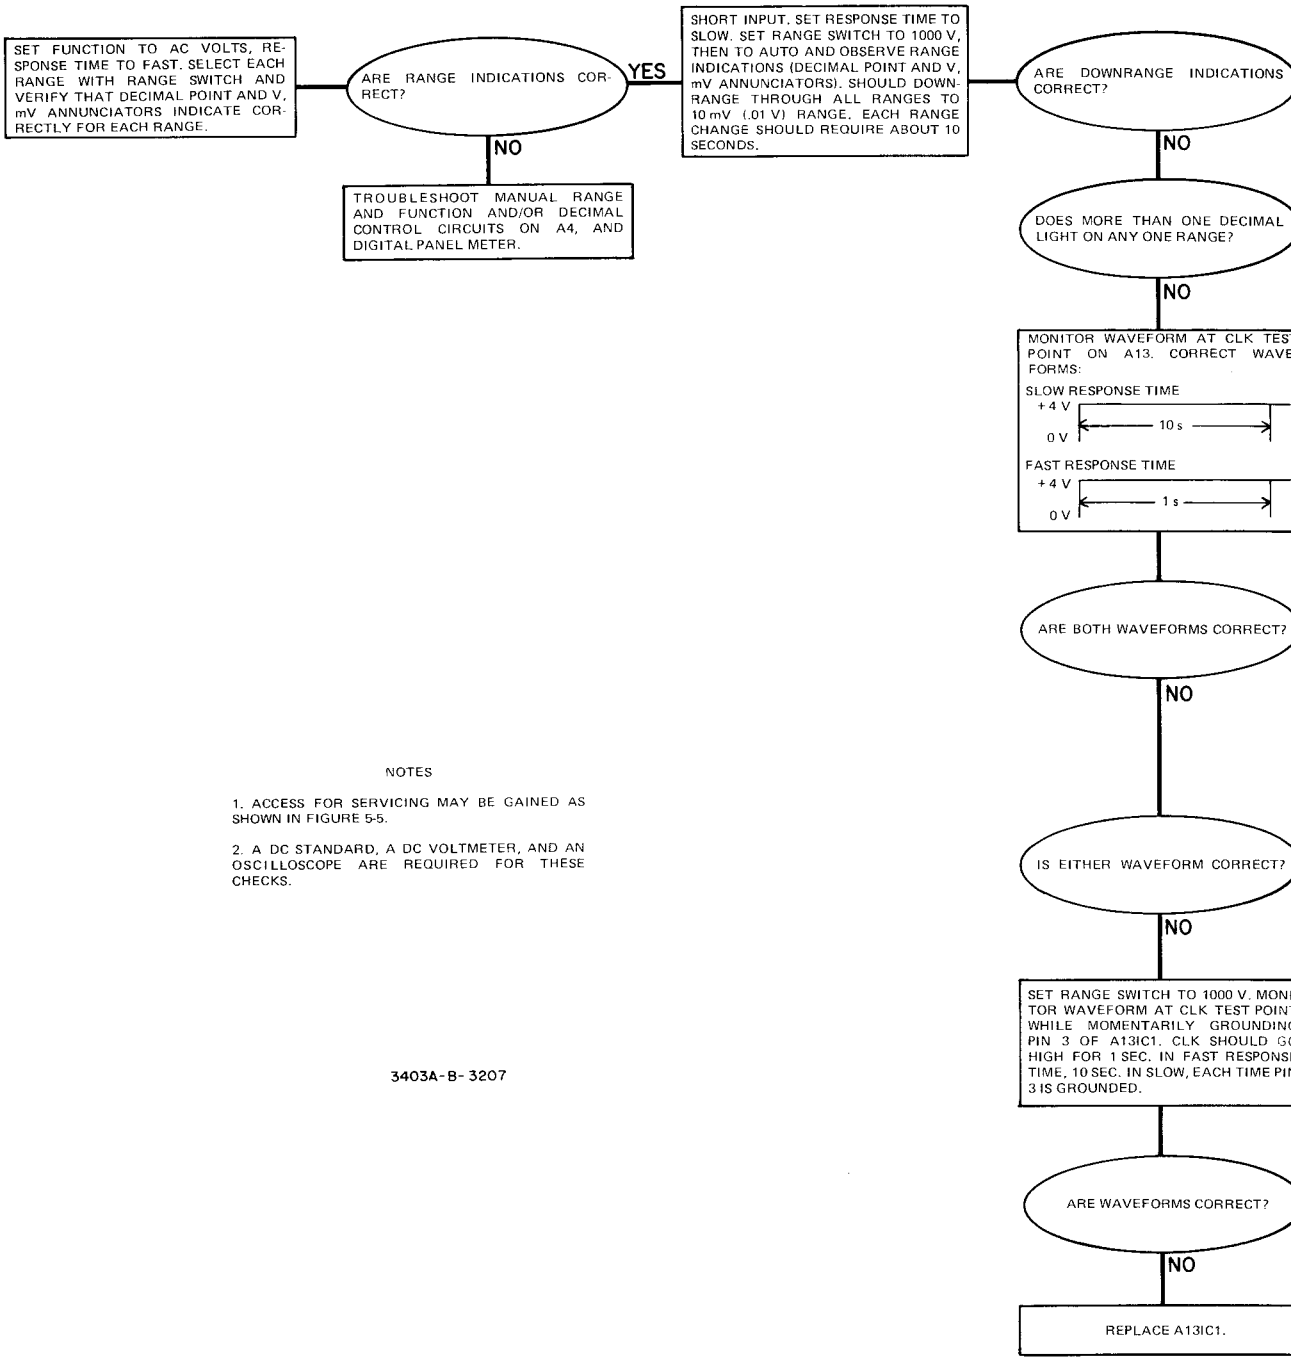 SET FUNCTION TO AC VOLTS, RE-
SPONSE TIME TO FAST. SELECT EACH
RANGE WITH RANGE SWITCH AND
VERIFY THAT DECIMAL POINT AND V,
mV ANNUNCIATORS INDICATE COR-
RECTLY FOR EACH RANGE.
ARE RANGE INDICATIONS COR-
RECT?
YES
NO
TROUBLESHOOT MANUAL RANGE
AND FUNCTION AND/OR DECIMAL
CONTROL CIRCUITS ON A4, AND
DIGITAL PANEL METER.
SHORT INPUT. SET RESPONSE TIME TO
SLOW. SET RANGE SWITCH TO 1000 V,
THEN TO AUTO AND OBSERVE RANGE
INDICATIONS (DECIMAL POINT AND V,
mV ANNUNCIATORS). SHOULD DOWN-
RANGE THROUGH ALL RANGES TO
10 mV (.01 V) RANGE. EACH RANGE
CHANGE SHOULD REQUIRE ABOUT 10
SECONDS.
ARE DOWNRANGE INDICATIONS
CORRECT?
NO
DOES MORE THAN ONE DECIMAL
LIGHT ON ANY ONE RANGE?
NO
MONITOR WAVEFORM AT CLK TEST
POINT ON A13. CORRECT WAVE
FORMS:
SLOW RESPONSE TIME
+4 V
10 s
0 V
FAST RESPONSE TIME
+4 V
1 s
0 V
ARE BOTH WAVEFORMS CORRECT?
NO
IS EITHER WAVEFORM CORRECT?
NO
SET RANGE SWITCH TO 1000 V. MONI
TOR WAVEFORM AT CLK TEST POINT
WHILE MOMENTARILY GROUNDING
PIN 3 OF A13IC1. CLK SHOULD GO
HIGH FOR 1 SEC. IN FAST RESPONSE
TIME, 10 SEC. IN SLOW, EACH TIME PIN
3 IS GROUNDED.
ARE WAVEFORMS CORRECT?
NO
REPLACE A13IC1.
NOTES
1. ACCESS FOR SERVICING MAY BE GAINED AS
SHOWN IN FIGURE 5-5.
2. A DC STANDARD, A DC VOLTMETER, AND AN
OSCILLOSCOPE ARE REQUIRED FOR THESE
CHECKS.
3403A-B-3207